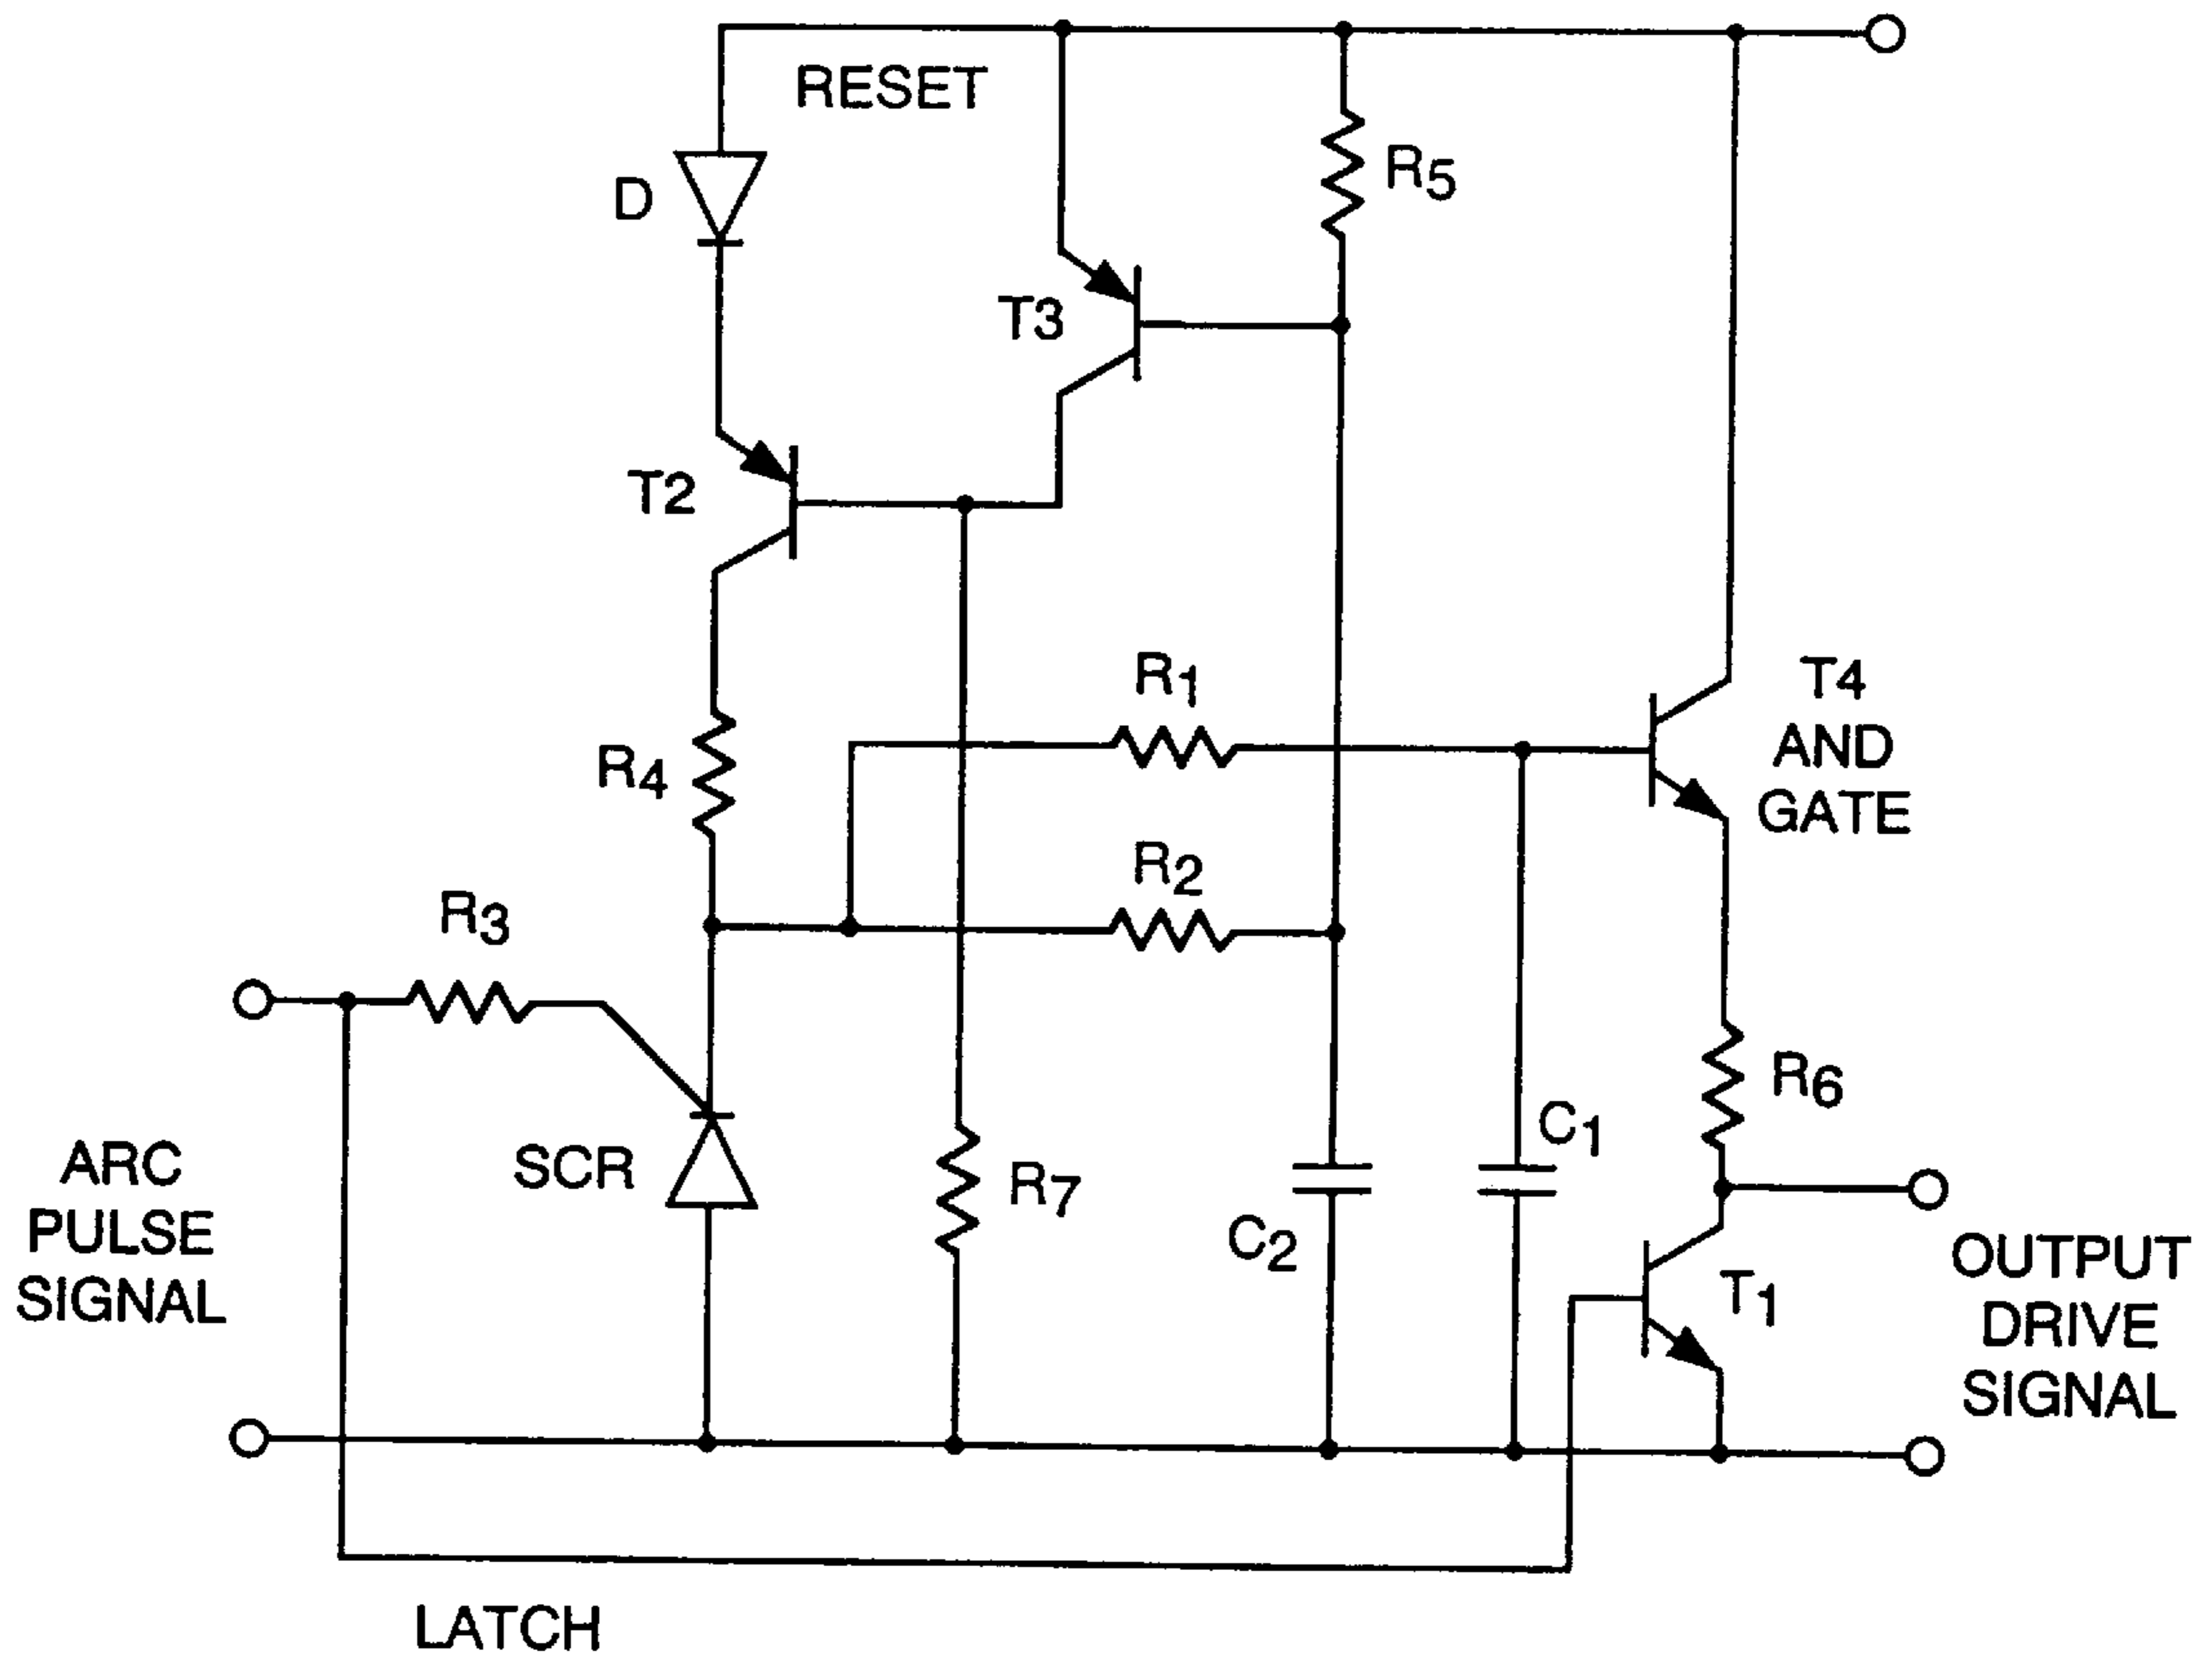 RESET
D
R5
T3
T2
R1
T4
AND
GATE
R4
R2
R3
R6
C1
SCR
R7
ARC
PULSE
SIGNAL
C2
T1
OUTPUT
DRIVE
SIGNAL
LATCH